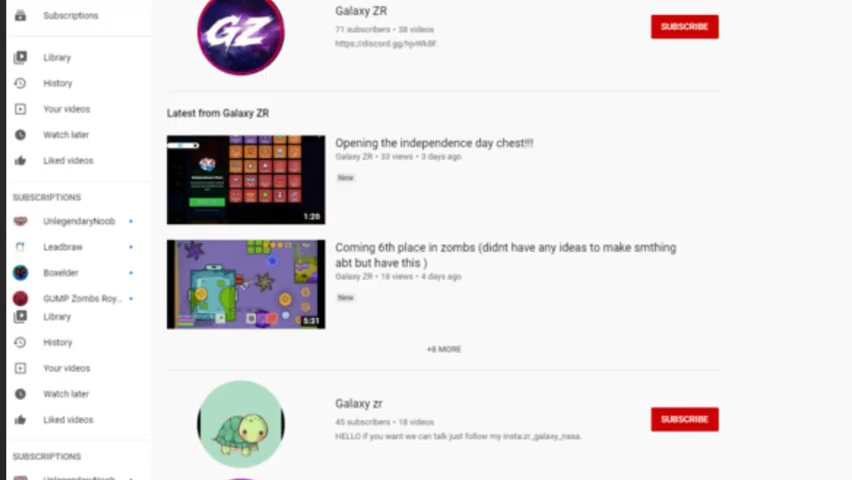 Subscriptions
Library
History
Your videos
Watch later
Liked videos
SUBSCRIPTIONS
UnlegendaryNoob
Leadbraw
Boxelder
GUMP Zombs Roy...
Library
History
Your videos
Watch later
Liked videos
SUBSCRIPTIONS
GZ
Galaxy ZR
71 subscribers • 38 videos
SUBSCRIBE
Latest from Galaxy ZR
1:20
Opening the independence day chest!!!
Galaxy ZR • 33 views • 3 days ago
New
5:31
Coming 6th place in zombs (didnt have any ideas to make smthing
abt but have this )
Galaxy ZR • 18 views • 4 days ago
New
+8 MORE
Galaxy zr
45 subscribers • 18 videos
HELLO if you want we can talk just follow my insta:zr_galaxy_nasa.
SUBSCRIBE